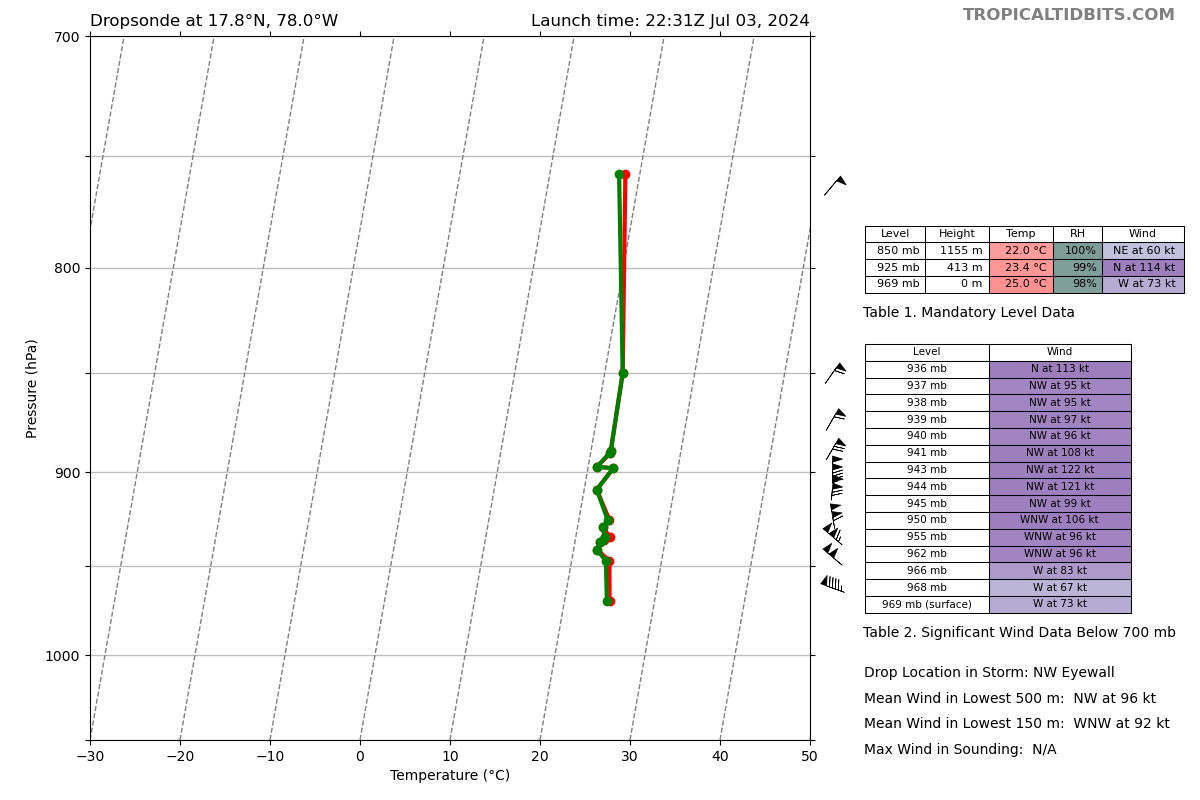 Dropsonde at 17.8°N, 78.0°W
Launch time: 22:31Z Jul 03, 2024
TROPICALTIDBITS.COM
700
800
900
1000
Pressure (hPa)
−30 −20 −10 0 10 20 30 40 50
Temperature (°C)
Level Height Temp RH Wind
850 mb 1155 m 22.0 °C 100% NE at 60 kt
925 mb 413 m 23.4 °C 99% N at 114 kt
969 mb 0 m 25.0 °C 98% W at 73 kt
Table 1. Mandatory Level Data
Level Wind
936 mb N at 113 kt
937 mb NW at 95 kt
938 mb NW at 95 kt
939 mb NW at 97 kt
940 mb NW at 96 kt
941 mb NW at 108 kt
943 mb NW at 122 kt
944 mb NW at 121 kt
945 mb NW at 99 kt
950 mb WNW at 106 kt
955 mb WNW at 96 kt
962 mb WNW at 96 kt
966 mb W at 83 kt
968 mb W at 67 kt
969 mb (surface) W at 73 kt
Table 2. Significant Wind Data Below 700 mb
Drop Location in Storm: NW Eyewall
Mean Wind in Lowest 500 m: NW at 96 kt
Mean Wind in Lowest 150 m: WNW at 92 kt
Max Wind in Sounding: N/A